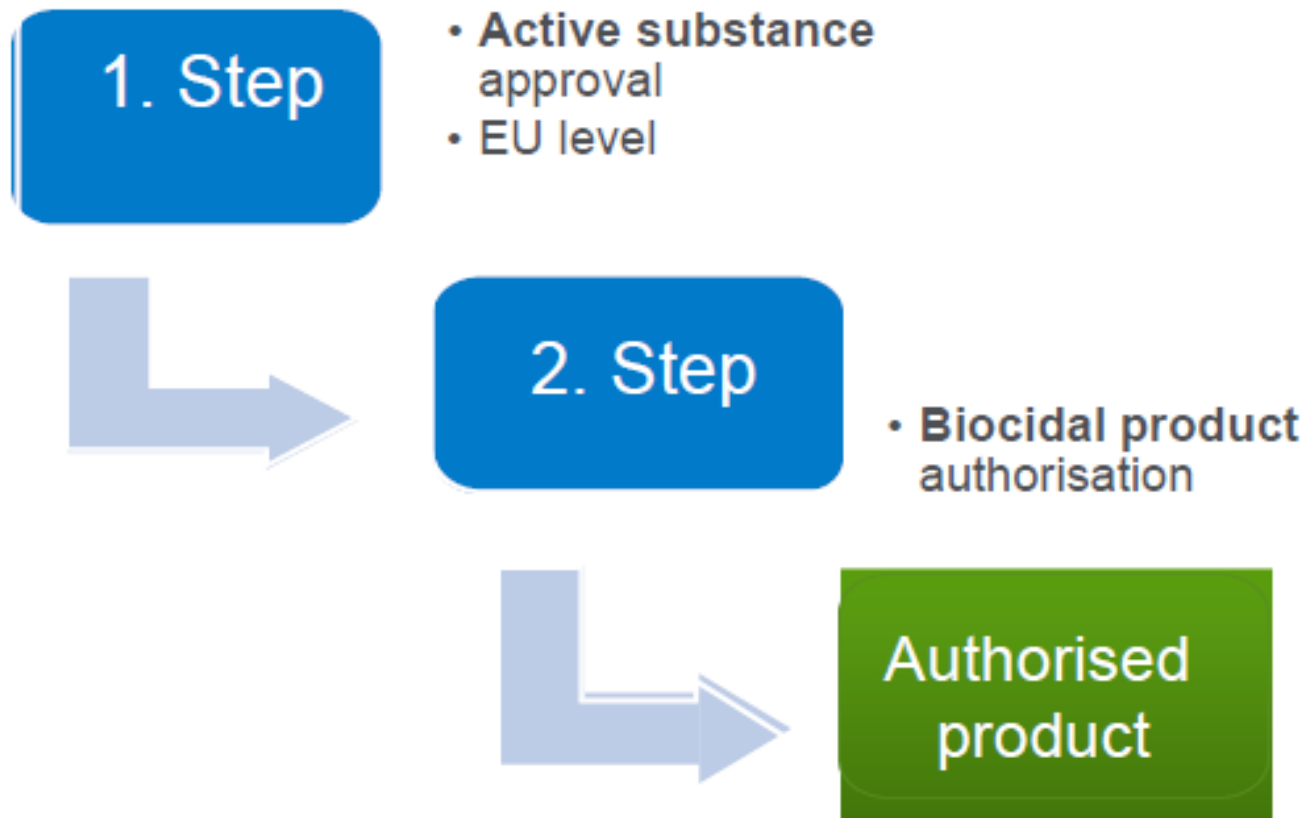 1. Step
• Active substance
approval
• EU level
2. Step
• Biocidal product
authorisation
Authorised
product